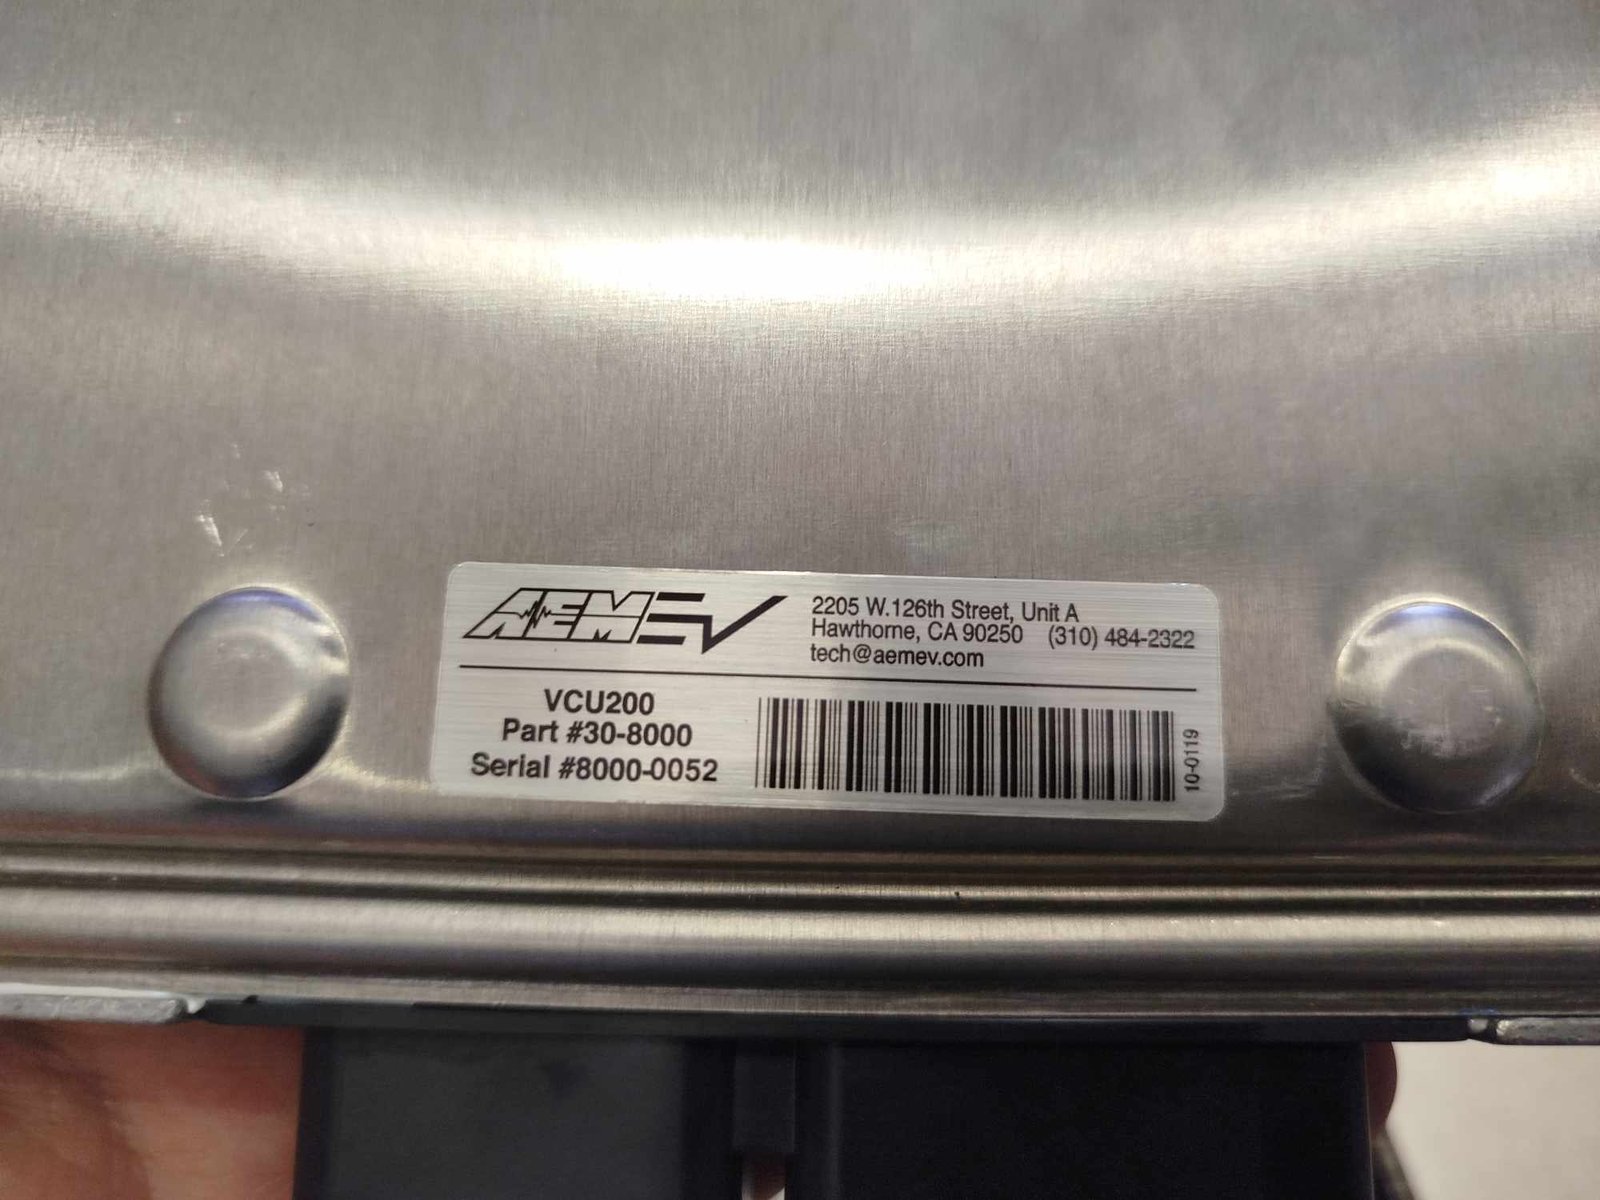 AEMEV
2205 W.126th Street, Unit A
Hawthorne, CA 90250 (310) 484-2322
tech@aemev.com
VCU200
Part #30-8000
Serial #8000-0052
10-0119